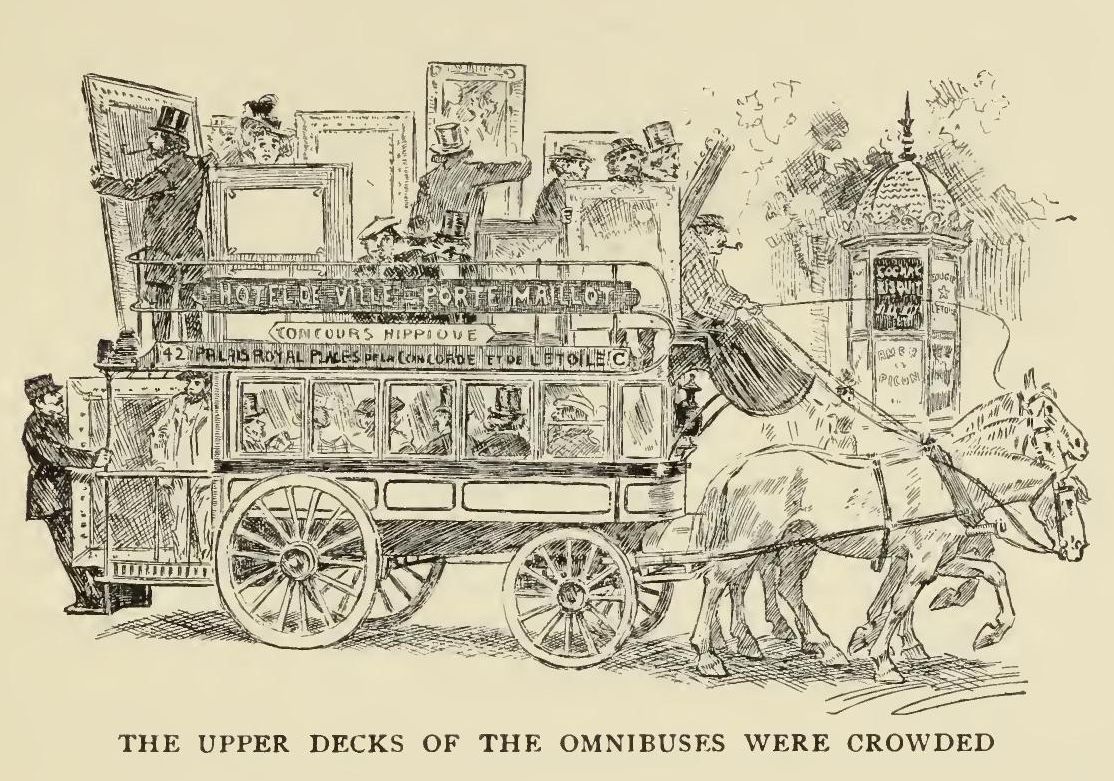 HOTEL DE VILLE - PORTE MAILLOT
CONCOURS HIPPIQUE
42 PALAIS ROYAL PLACES DE LA CONCORDE ET DE L'ETOILE C
COGNAC
BISQUIT
AMER
PICON
THE UPPER DECKS OF THE OMNIBUSES WERE CROWDED